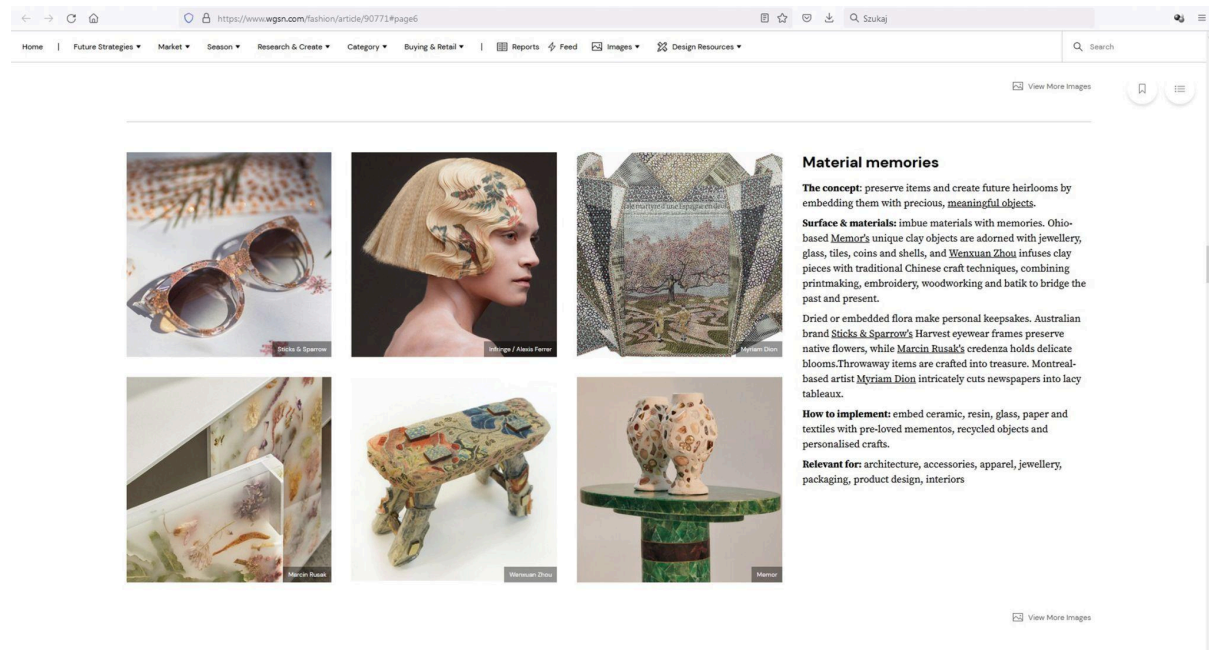 https://www.wgsn.com/fashion/article/90771#page6
Szukaj
Home | Future Strategies Market Season Research & Create Category Buying & Retail | Reports Feed Images Design Resources
Search
View More Images
Sticks & Sparrow
Infringe / Alexis Ferrer
Myriam Dion
Marcin Rusak
Wenxuan Zhou
Memor
Material memories
The concept: preserve items and create future heirlooms by
embedding them with precious, meaningful objects.
Surface & materials: imbue materials with memories. Ohio-
based Memor's unique clay objects are adorned with jewellery,
glass, tiles, coins and shells, and Wenxuan Zhou infuses clay
pieces with traditional Chinese craft techniques, combining
printmaking, embroidery, woodworking and batik to bridge the
past and present.
Dried or embedded flora make personal keepsakes. Australian
brand Sticks & Sparrow's Harvest eyewear frames preserve
native flowers, while Marcin Rusak's credenza holds delicate
blooms.Throwaway items are crafted into treasure. Montreal-
based artist Myriam Dion intricately cuts newspapers into lacy
tableaux.
How to implement: embed ceramic, resin, glass, paper and
textiles with pre-loved mementos, recycled objects and
personalised crafts.
Relevant for: architecture, accessories, apparel, jewellery,
packaging, product design, interiors
View More Images